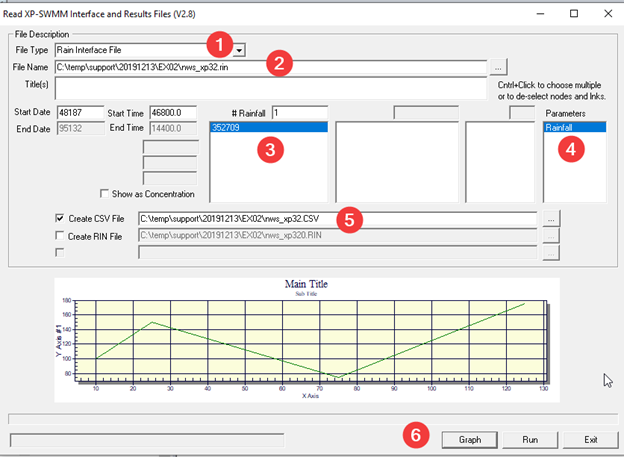 Read XP-SWMM Interface and Results Files (V2.8)
File Description
File Type Rain Interface File 1
File Name C:\temp\support\20191213\EX02\nws_xp32.rin 2 ...
Title(s)
Cntrl+Click to choose multiple
or to de-select nodes and lnks.
Start Date 48187 Start Time 46800.0 # Rainfall 1 Parameters
End Date 95132 End Time 14400.0 352709 Rainfall
3 4
Show as Concentration
Create CSV File C:\temp\support\20191213\EX02\nws_xp32.CSV 5 ...
Create RIN File C:\temp\support\20191213\EX02\nws_xp320.RIN ...
...
Main Title
Sub Title
Y Axis #1
180
160
140
120
100
80
10 20 30 40 50 60 70 80 90 100 110 120 130
X Axis
6 Graph Run Exit